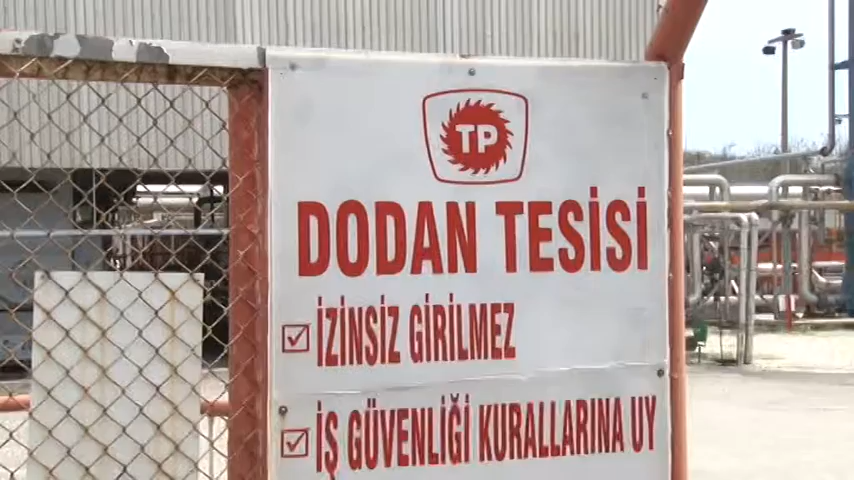 TP
DODAN TESİSİ
İZİNSİZ GİRİLMEZ
İŞ GÜVENLİĞİ KURALLARINA UY